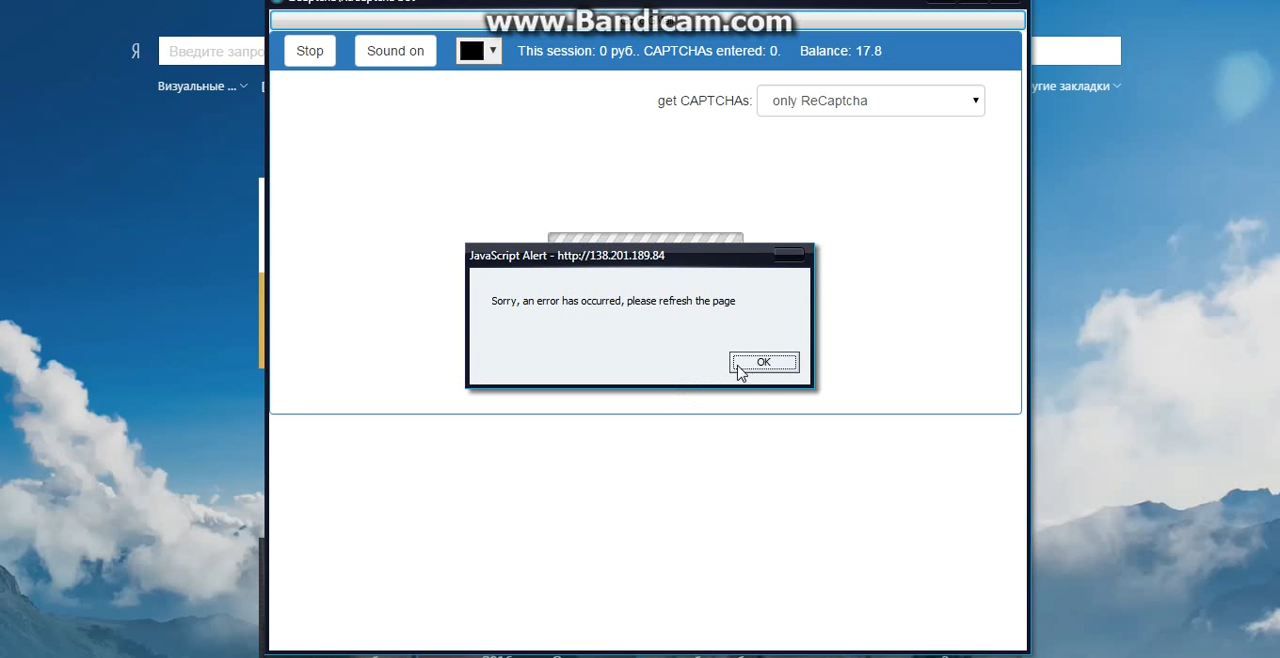 www.Bandicam.com
Я Введите запро
Stop Sound on This session: 0 руб.. CAPTCHAs entered: 0. Balance: 17.8
Визуальные ...
угие закладки
get CAPTCHAs: only ReCaptcha
JavaScript Alert - http://138.201.189.84
Sorry, an error has occurred, please refresh the page
OK